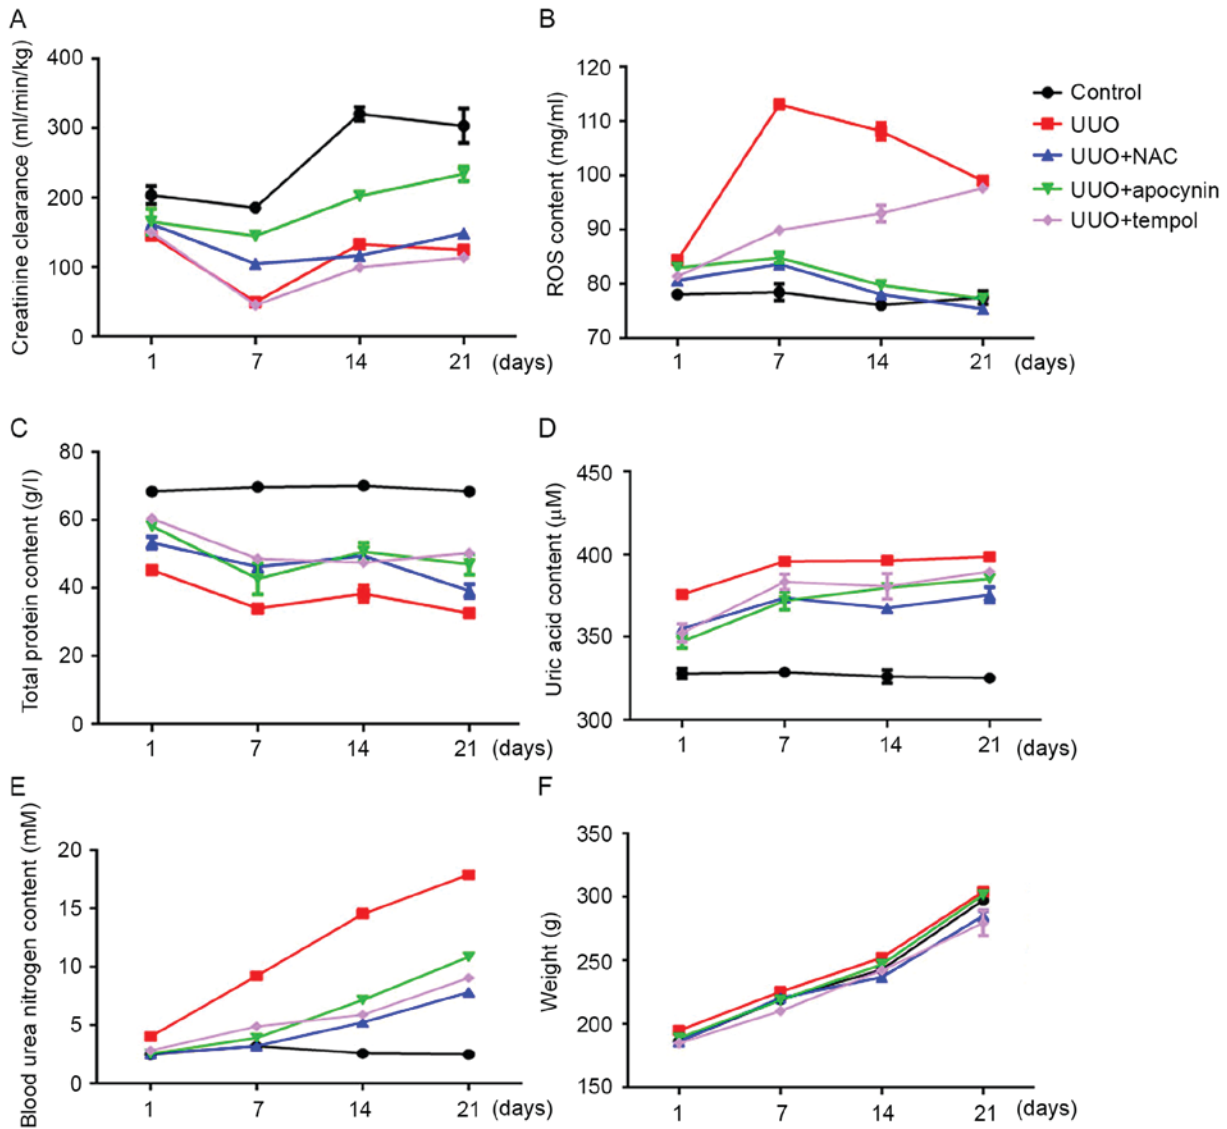 A
Creatinine clearance (ml/min/kg)
400
300
200
100
0
1 7 14 21 (days)
B
ROS content (mg/ml)
120
110
100
90
80
70
1 7 14 21 (days)
Control
UUO
UUO+NAC
UUO+apocynin
UUO+tempol
C
Total protein content (g/l)
80
60
40
20
0
1 7 14 21 (days)
D
Uric acid content (μM)
450
400
350
300
1 7 14 21 (days)
E
Blood urea nitrogen content (mM)
20
15
10
5
0
1 7 14 21 (days)
F
Weight (g)
350
300
250
200
150
1 7 14 21 (days)